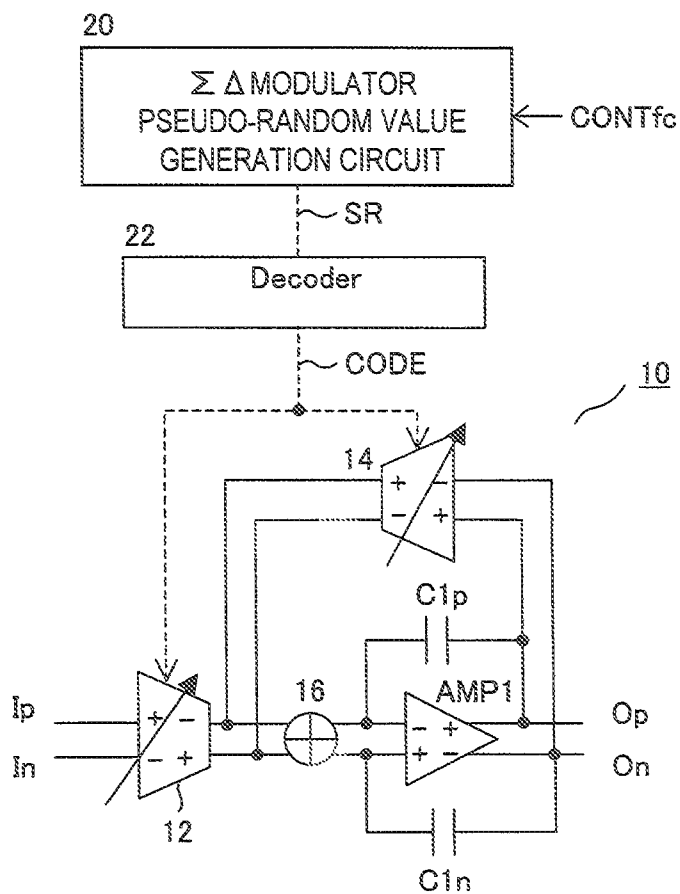 20
Σ Δ MODULATOR
PSEUDO-RANDOM VALUE
GENERATION CIRCUIT
CONTfc
SR
22
Decoder
CODE
10
14
+ −
− +
C1p
16
AMP1
Ip
+ −
− +
Op
In
− +
+ −
On
12
C1n